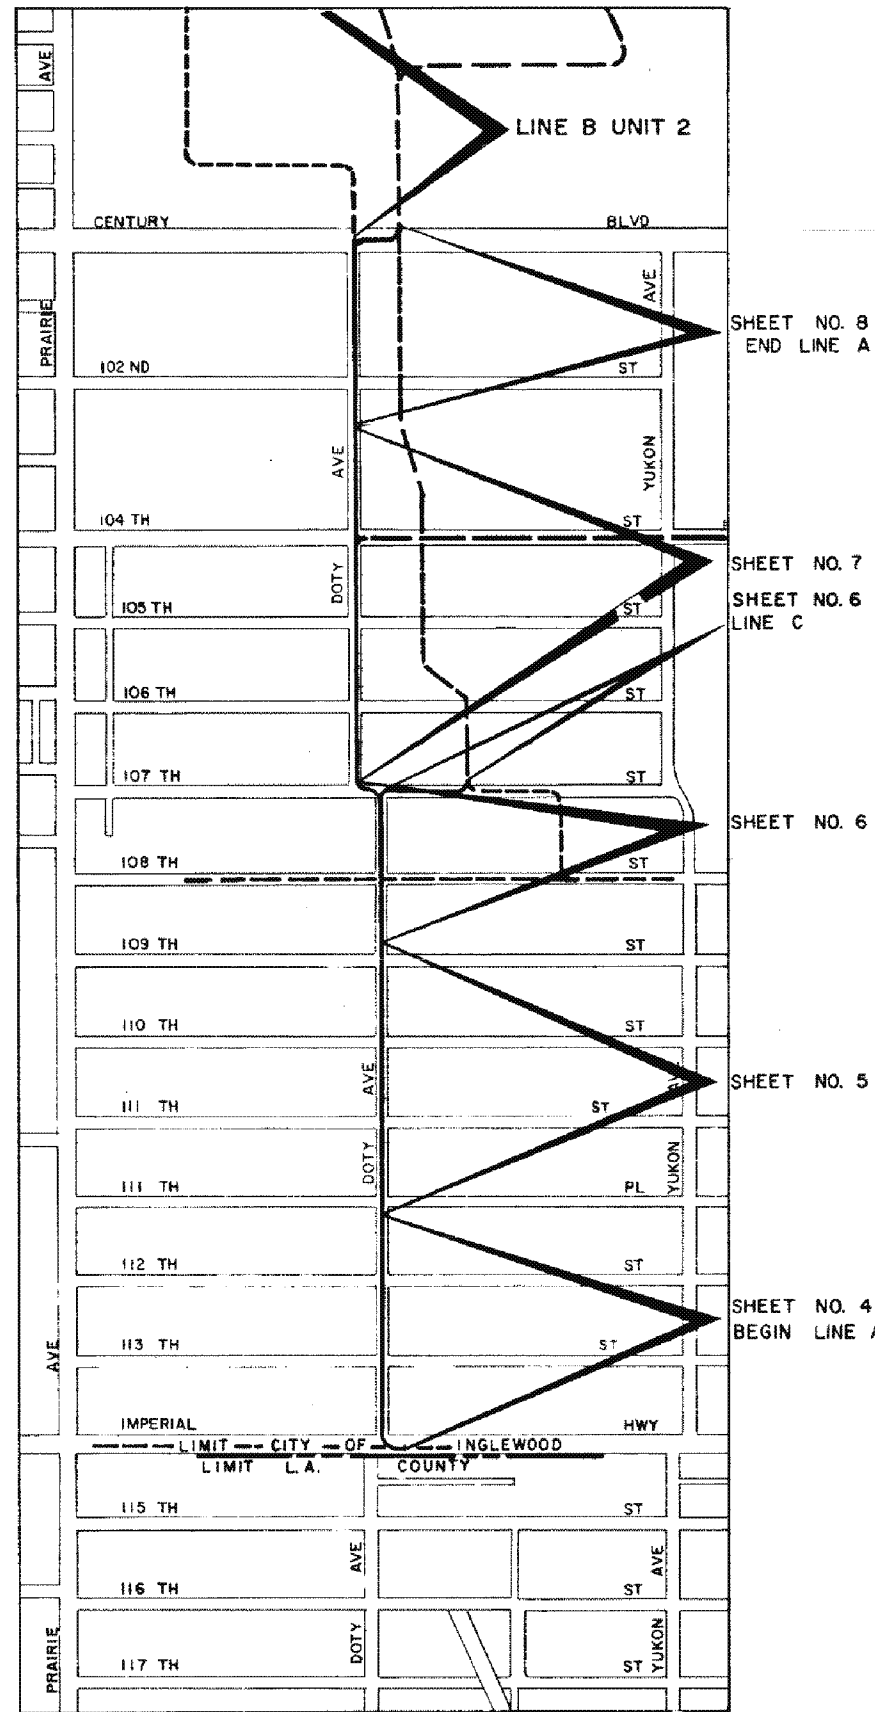 AVE
LINE B UNIT 2
CENTURY BLVD
PRAIRIE
AVE
SHEET NO. 8
END LINE A
102 ND ST
AVE
YUKON
104 TH ST
DOTY
SHEET NO. 7
105 TH ST
SHEET NO. 6
LINE C
106 TH ST
107 TH ST
SHEET NO. 6
108 TH ST
109 TH ST
110 TH ST
AVE
AVE
SHEET NO. 5
111 TH ST
DOTY
YUKON
111 TH PL
112 TH ST
SHEET NO. 4
BEGIN LINE A
113 TH ST
AVE
IMPERIAL HWY
LIMIT CITY OF INGLEWOOD
LIMIT L.A. COUNTY
115 TH ST
AVE
AVE
116 TH ST
PRAIRIE
DOTY
YUKON
117 TH ST